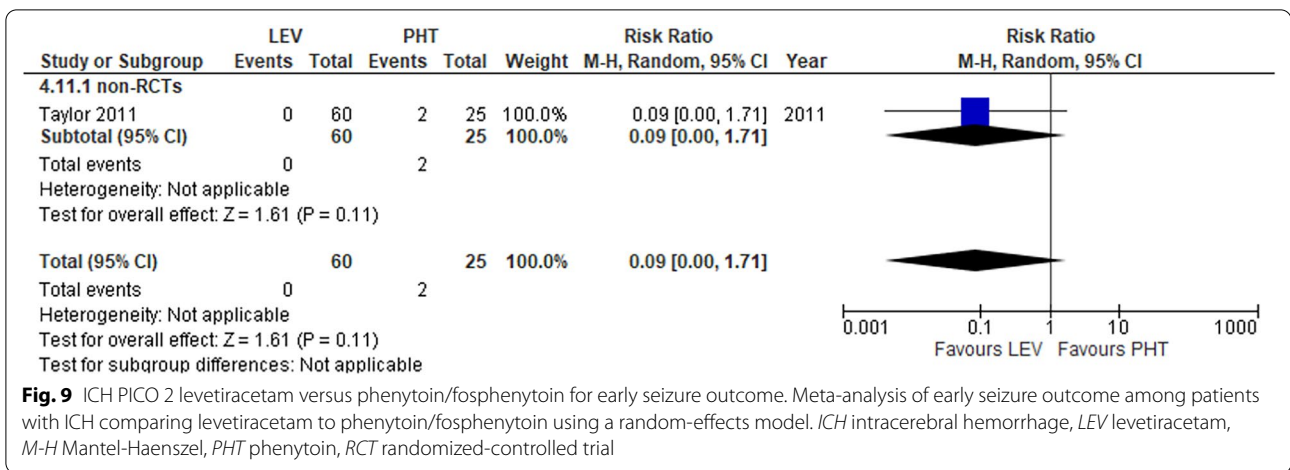 LEV PHT Risk Ratio Risk Ratio
Study or Subgroup Events Total Events Total Weight M-H, Random, 95% CI Year M-H, Random, 95% CI
4.11.1 non-RCTs
Taylor 2011 0 60 2 25 100.0% 0.09 [0.00, 1.71] 2011
Subtotal (95% CI) 60 25 100.0% 0.09 [0.00, 1.71]
Total events 0 2
Heterogeneity: Not applicable
Test for overall effect: Z = 1.61 (P = 0.11)
Total (95% CI) 60 25 100.0% 0.09 [0.00, 1.71]
Total events 0 2
Heterogeneity: Not applicable
Test for overall effect: Z = 1.61 (P = 0.11)
Test for subgroup differences: Not applicable
0.001 0.1 1 10 1000
Favours LEV Favours PHT
Fig. 9 ICH PICO 2 levetiracetam versus phenytoin/fosphenytoin for early seizure outcome. Meta-analysis of early seizure outcome among patients
with ICH comparing levetiracetam to phenytoin/fosphenytoin using a random-effects model. ICH intracerebral hemorrhage, LEV levetiracetam,
M-H Mantel-Haenszel, PHT phenytoin, RCT randomized-controlled trial